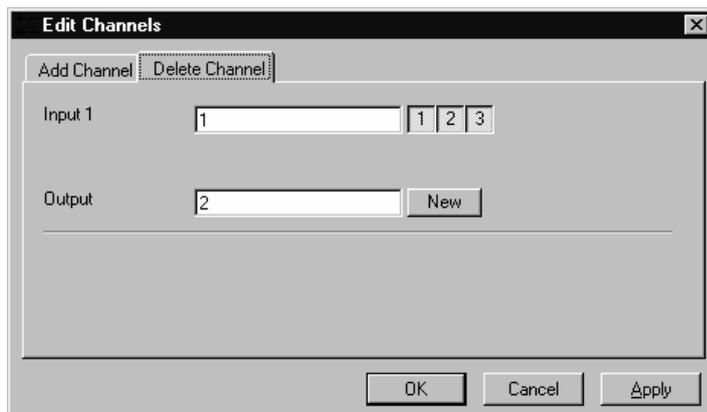 Edit Channels
Add Channel Delete Channel
Input 1 1 1 2 3
Output 2 New
OK Cancel Apply